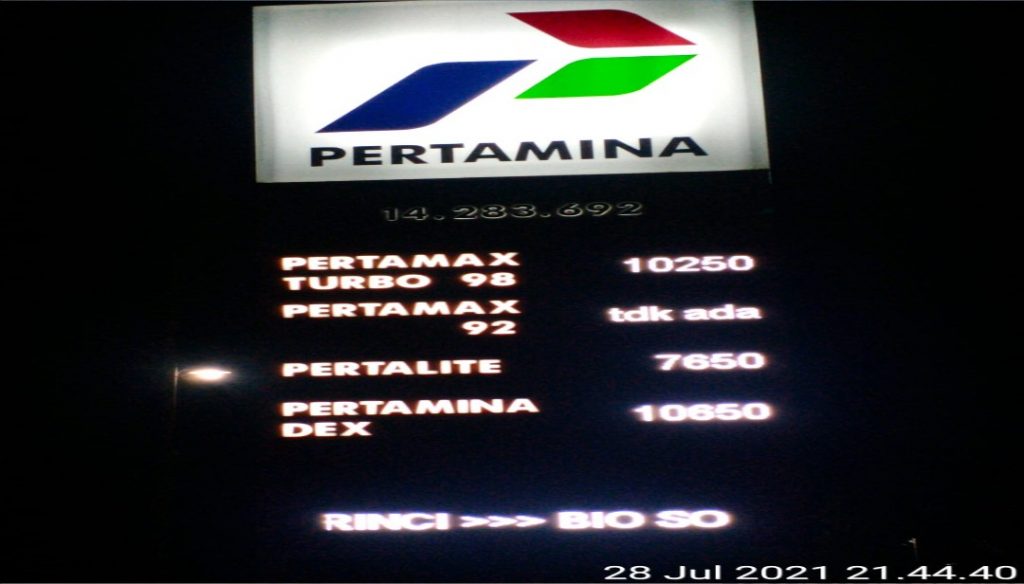 PERTAMINA
14.283.692
PERTAMAX TURBO 98 10250
PERTAMAX 92 tdk ada
PERTALITE 7650
PERTAMINA DEX 10650
RINCI >>> BIO SO
28 Jul 2021 21.44.40